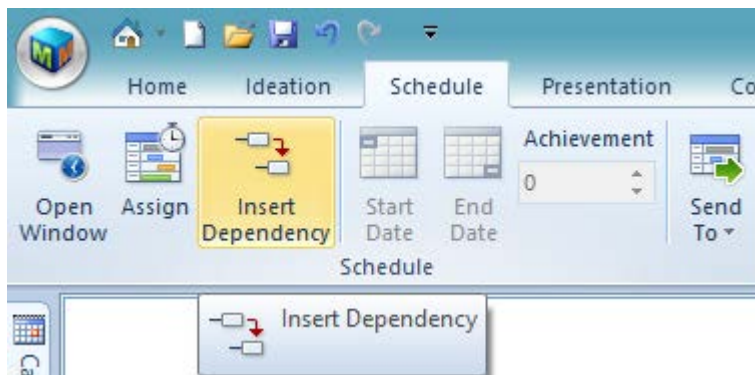 Home Ideation Schedule Presentation Co
Open Window
Assign
Insert Dependency
Start Date
End Date
Achievement
0
Send To
Schedule
Insert Dependency
Ca